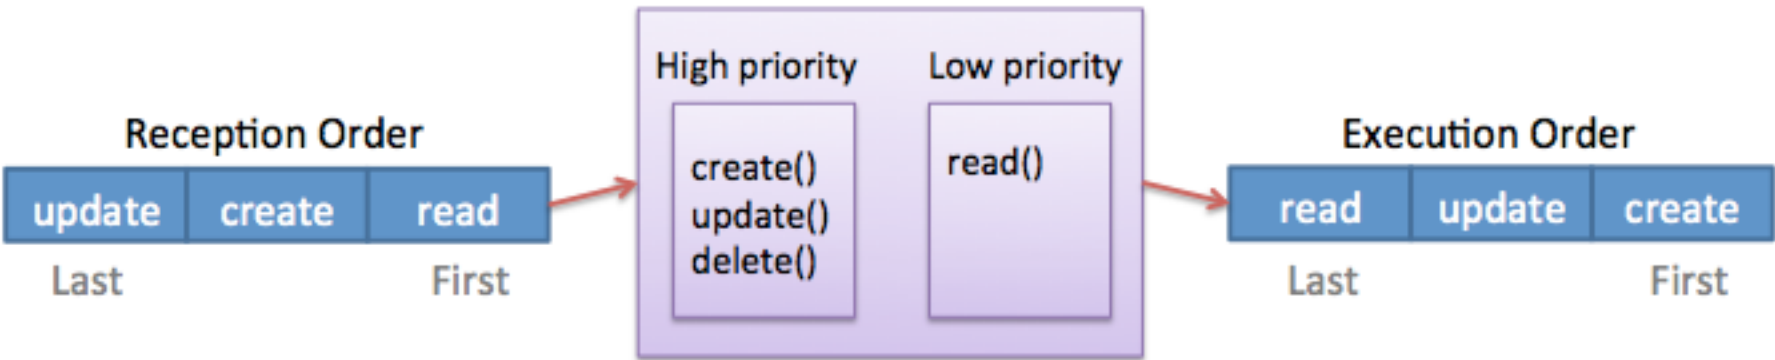 Reception Order
update create read
Last First
High priority
create()
update()
delete()
Low priority
read()
Execution Order
read update create
Last First